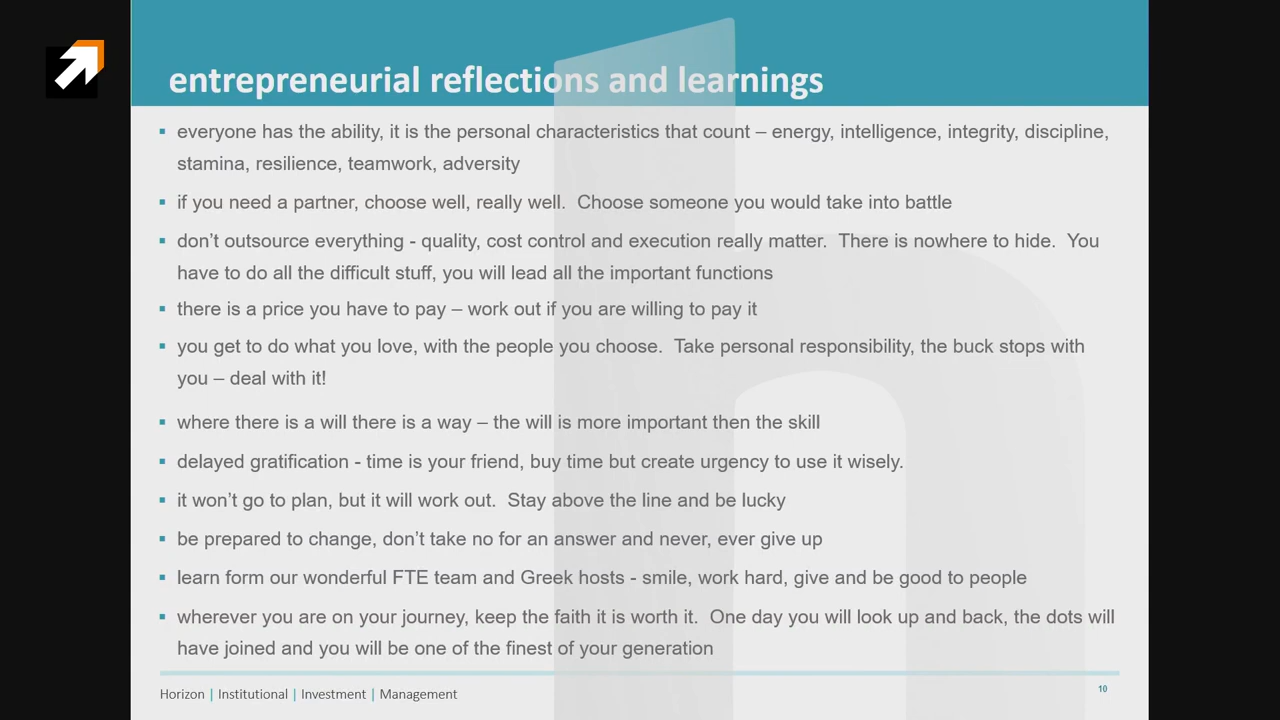 entrepreneurial reflections and learnings
▪ everyone has the ability, it is the personal characteristics that count – energy, intelligence, integrity, discipline,
stamina, resilience, teamwork, adversity
▪ if you need a partner, choose well, really well.  Choose someone you would take into battle
▪ don’t outsource everything - quality, cost control and execution really matter.  There is nowhere to hide.  You
have to do all the difficult stuff, you will lead all the important functions
▪ there is a price you have to pay – work out if you are willing to pay it
▪ you get to do what you love, with the people you choose.  Take personal responsibility, the buck stops with
you – deal with it!
▪ where there is a will there is a way – the will is more important then the skill
▪ delayed gratification - time is your friend, buy time but create urgency to use it wisely.
▪ it won’t go to plan, but it will work out.  Stay above the line and be lucky
▪ be prepared to change, don’t take no for an answer and never, ever give up
▪ learn form our wonderful FTE team and Greek hosts - smile, work hard, give and be good to people
▪ wherever you are on your journey, keep the faith it is worth it.  One day you will look up and back, the dots will
have joined and you will be one of the finest of your generation
Horizon | Institutional | Investment | Management
10